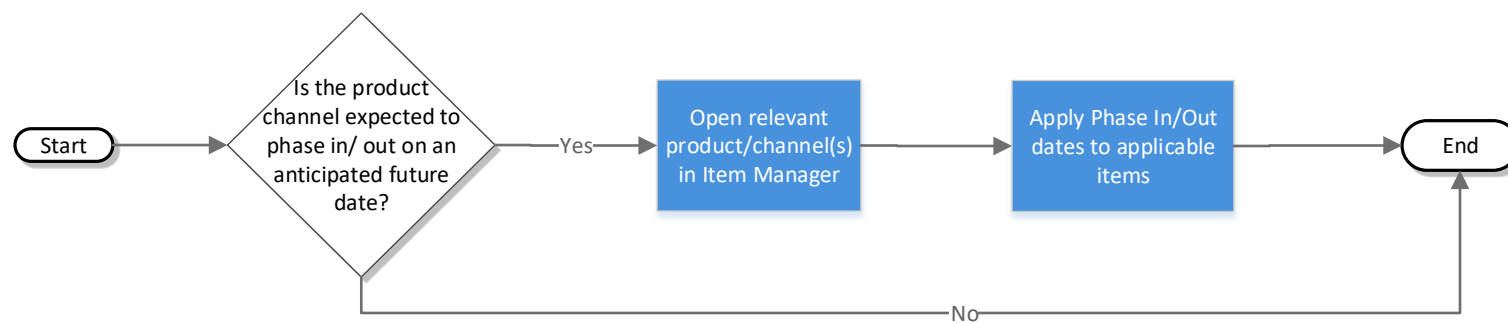 Start
Is the product
channel expected to
phase in/ out on an
anticipated future
date?
Yes
Open relevant
product/channel(s)
in Item Manager
Apply Phase In/Out
dates to applicable
items
End
No